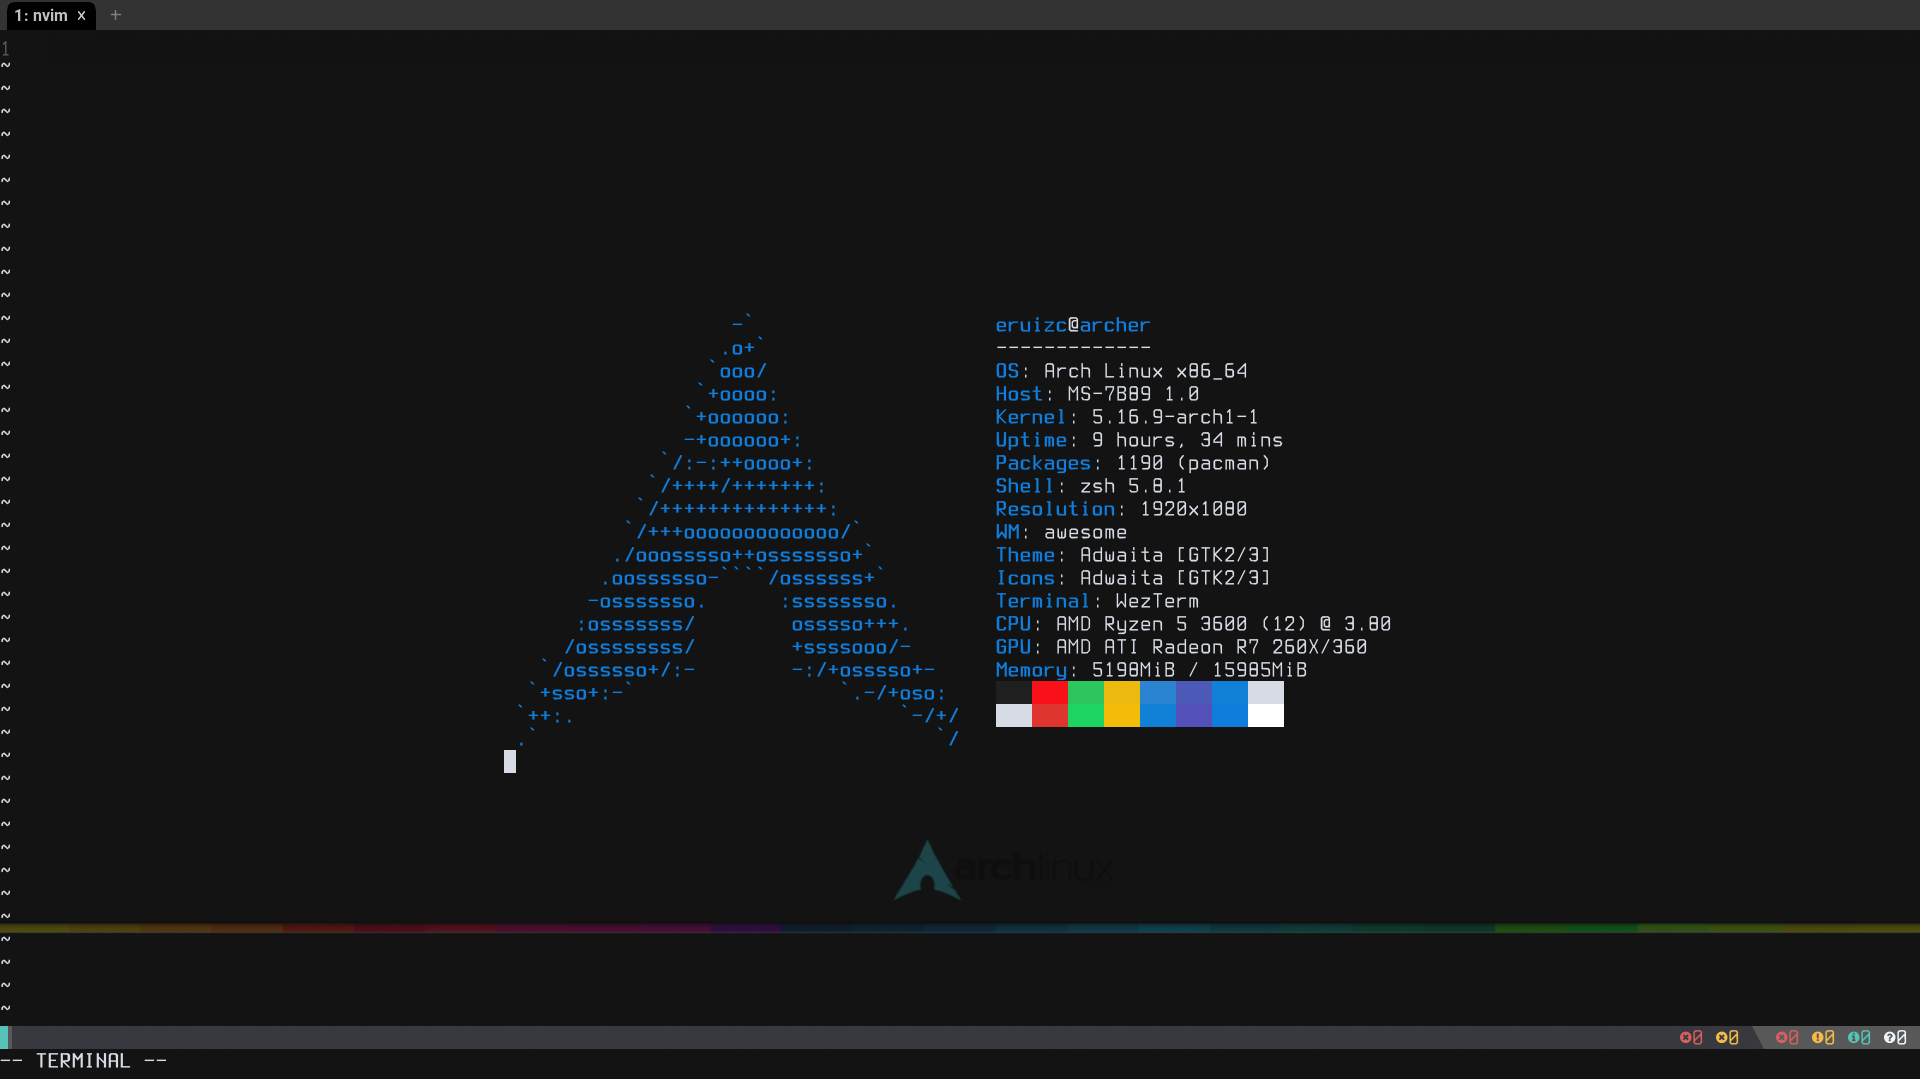 1: nvim x +
1
~
~
~
~
~
~
~
~
~
~
~
~                    -`                    eruizc@archer
~                   .o+`                   -------------
~                  `ooo/                   OS: Arch Linux x86_64
~                 `+oooo:                  Host: MS-7B89 1.0
~                `+oooooo:                 Kernel: 5.16.9-arch1-1
~                -+oooooo+:                Uptime: 9 hours, 34 mins
~              `/:-:++oooo+:               Packages: 1190 (pacman)
~             `/++++/+++++++:              Shell: zsh 5.8.1
~            `/++++++++++++++:             Resolution: 1920x1080
~           `/+++ooooooooooooo/`           WM: awesome
~          ./ooosssso++osssssso+`          Theme: Adwaita [GTK2/3]
~         .oossssso-````/ossssss+`         Icons: Adwaita [GTK2/3]
~        -osssssso.      :ssssssso.        Terminal: WezTerm
~       :osssssss/        osssso+++.       CPU: AMD Ryzen 5 3600 (12) @ 3.80
~      /ossssssss/        +ssssooo/-       GPU: AMD ATI Radeon R7 260X/360
~    `/ossssso+/:-        -:/+osssso+-     Memory: 5198MiB / 15985MiB
~   `+sso+:-`                 `.-/+oso:
~  `++:.                           `-/+/
~  .`                                 `/
~
~
~
~
~ archlinux
~
~
~
~
~
~
0 0 0 0 0 0
-- TERMINAL --